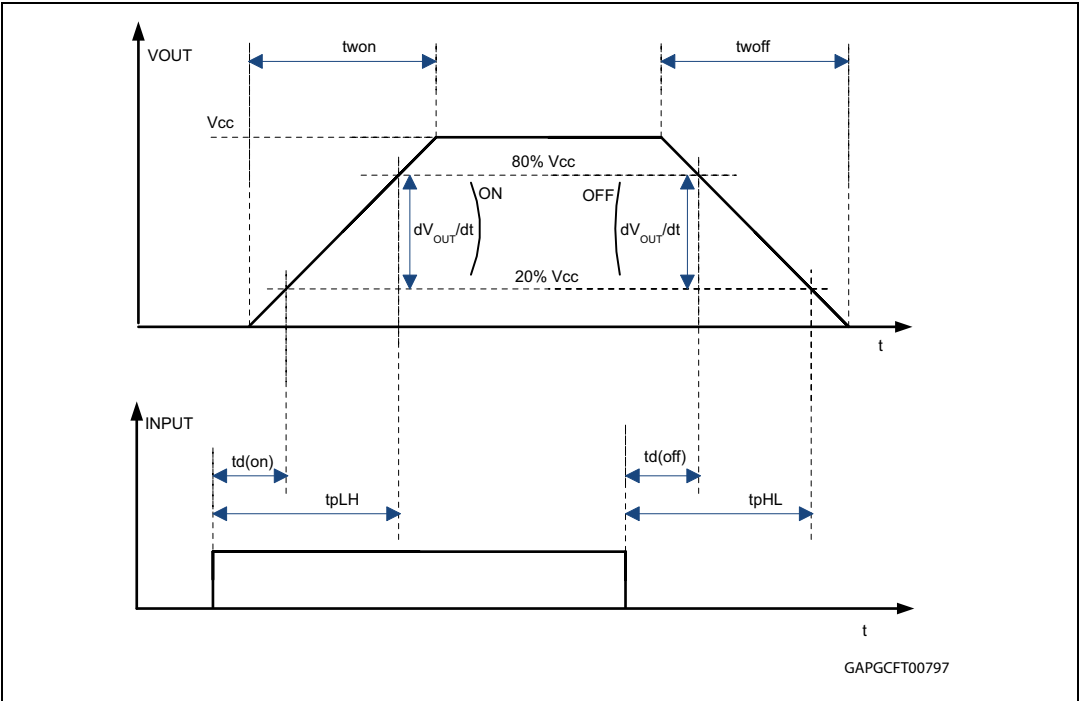 VOUT
twon
twoff
Vcc
80% Vcc
ON
OFF
dVOUT/dt
dVOUT/dt
20% Vcc
t
INPUT
td(on)
td(off)
tpLH
tpHL
t
GAPGCFT00797